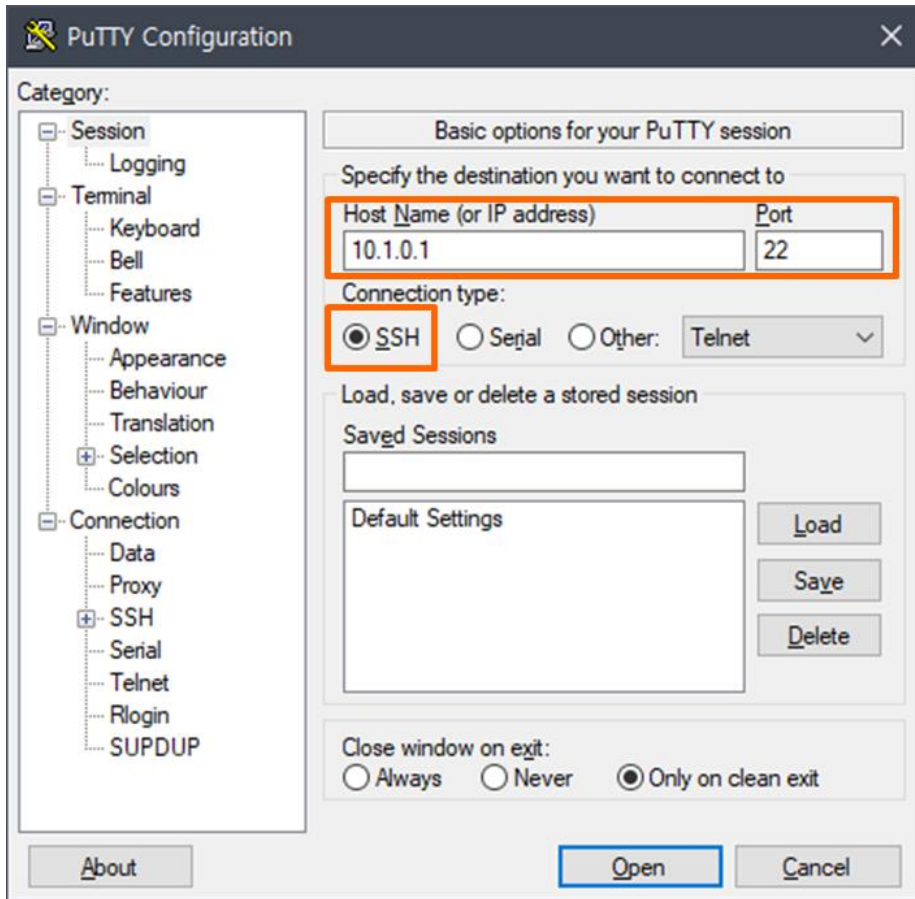 PuTTY Configuration
Category:
Session
Logging
Terminal
Keyboard
Bell
Features
Window
Appearance
Behaviour
Translation
Selection
Colours
Connection
Data
Proxy
SSH
Serial
Telnet
Rlogin
SUPDUP
Basic options for your PuTTY session
Specify the destination you want to connect to
Host Name (or IP address) Port
10.1.0.1 22
Connection type:
SSH Serial Other: Telnet
Load, save or delete a stored session
Saved Sessions
Default Settings
Load
Save
Delete
Close window on exit:
Always Never Only on clean exit
About Open Cancel